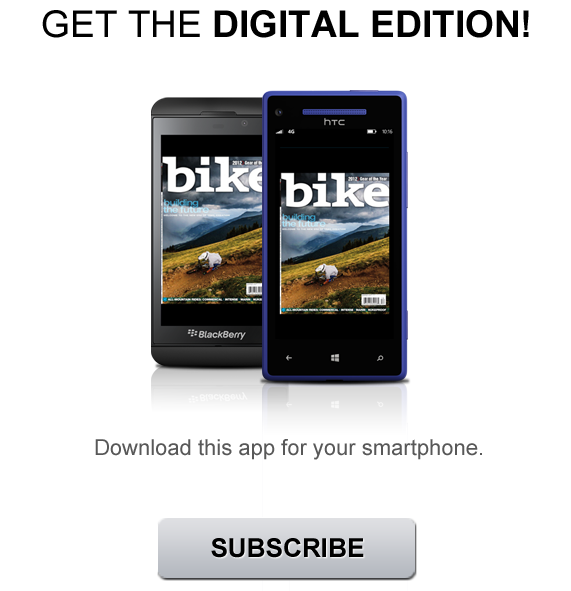 GET THE DIGITAL EDITION!
hTC
4G 10:16
2012 Gear of the Year
bike
building
the future
BlackBerry
2012 Gear of the Year
bike
building
the future
Download this app for your smartphone.
SUBSCRIBE